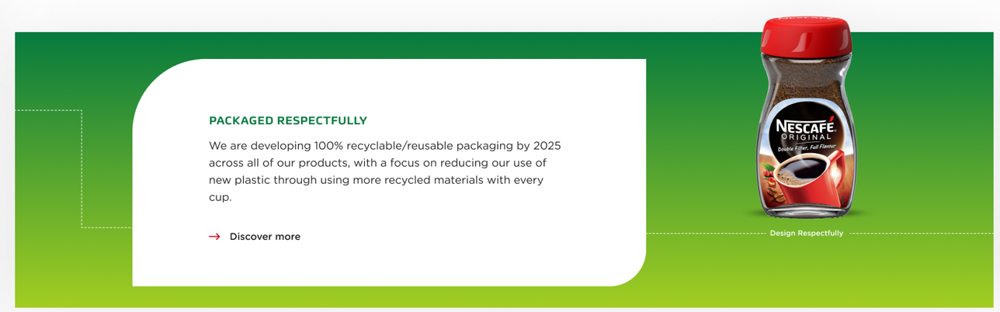 PACKAGED RESPECTFULLY
We are developing 100% recyclable/reusable packaging by 2025
across all of our products, with a focus on reducing our use of
new plastic through using more recycled materials with every
cup.
Discover more
NESCAFÉ
ORIGINAL
Double Filter, Full Flavour
Design Respectfully